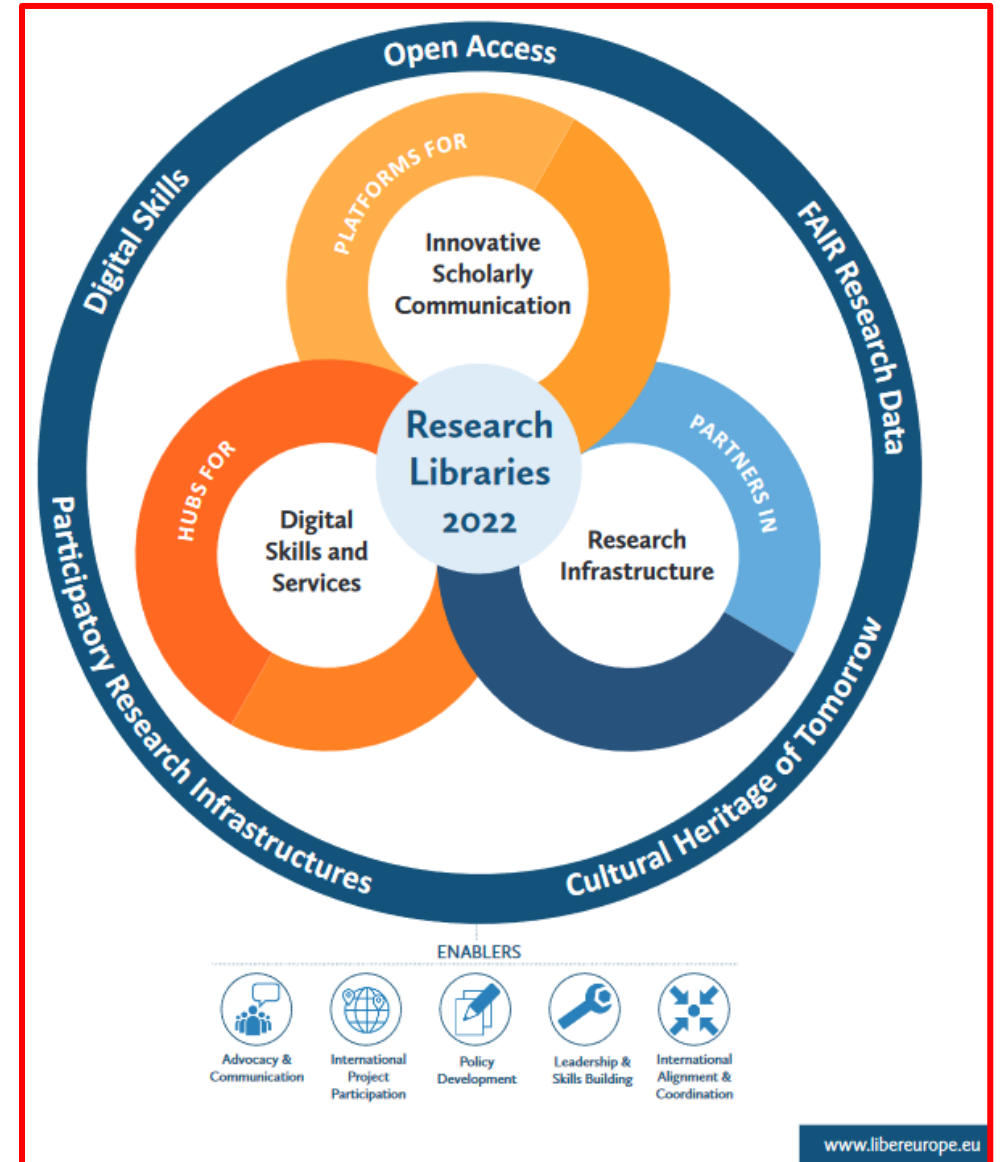 Open Access
Digital Skills
FAIR Research Data
PLATFORMS FOR
Innovative
Scholarly
Communication
Research
Libraries
2022
HUBS FOR
Digital
Skills and
Services
PARTNERS IN
Research
Infrastructure
Participatory Research Infrastructures
Cultural Heritage of Tomorrow
ENABLERS
Advocacy &
Communication
International
Project
Participation
Policy
Development
Leadership &
Skills Building
International
Alignment &
Coordination
www.libereurope.eu